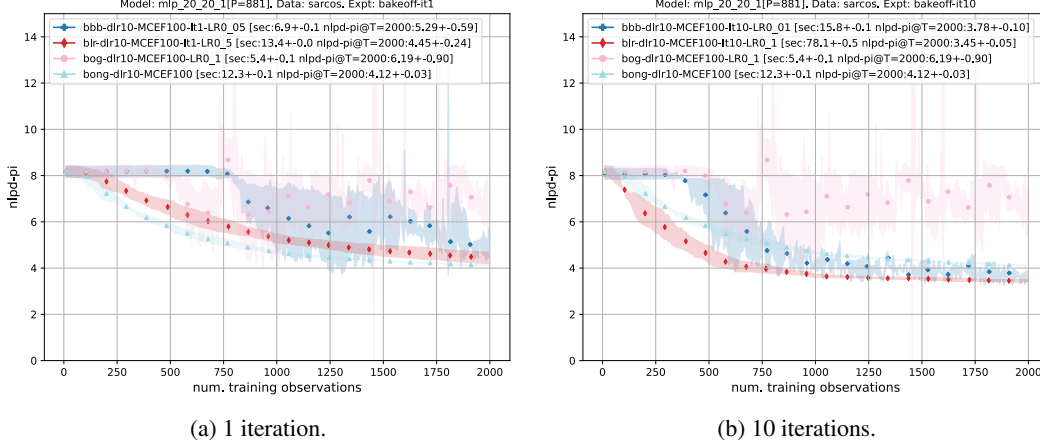 Model: mlp_20_20_1[P=881]. Data: sarcos. Expt: bakeoff-it1
bbb-dlr10-MCEF100-It1-LR0_05 [sec:6.9+-0.1 nlpd-pi@T=2000:5.29+-0.59]
blr-dlr10-MCEF100-It1-LR0_5 [sec:13.4+-0.0 nlpd-pi@T=2000:4.45+-0.24]
bog-dlr10-MCEF100-LR0_1 [sec:5.4+-0.1 nlpd-pi@T=2000:6.19+-0.90]
bong-dlr10-MCEF100 [sec:12.3+-0.1 nlpd-pi@T=2000:4.12+-0.03]
14
12
10
8
6
4
2
0
nlpd-pi
0 250 500 750 1000 1250 1500 1750 2000
num. training observations
(a) 1 iteration.
Model: mlp_20_20_1[P=881]. Data: sarcos. Expt: bakeoff-it10
bbb-dlr10-MCEF100-It10-LR0_01 [sec:15.8+-0.1 nlpd-pi@T=2000:3.78+-0.10]
blr-dlr10-MCEF100-It10-LR0_1 [sec:78.1+-0.5 nlpd-pi@T=2000:3.45+-0.05]
bog-dlr10-MCEF100-LR0_1 [sec:5.4+-0.1 nlpd-pi@T=2000:6.19+-0.90]
bong-dlr10-MCEF100 [sec:12.3+-0.1 nlpd-pi@T=2000:4.12+-0.03]
14
12
10
8
6
4
2
0
nlpd-pi
0 250 500 750 1000 1250 1500 1750 2000
num. training observations
(b) 10 iterations.